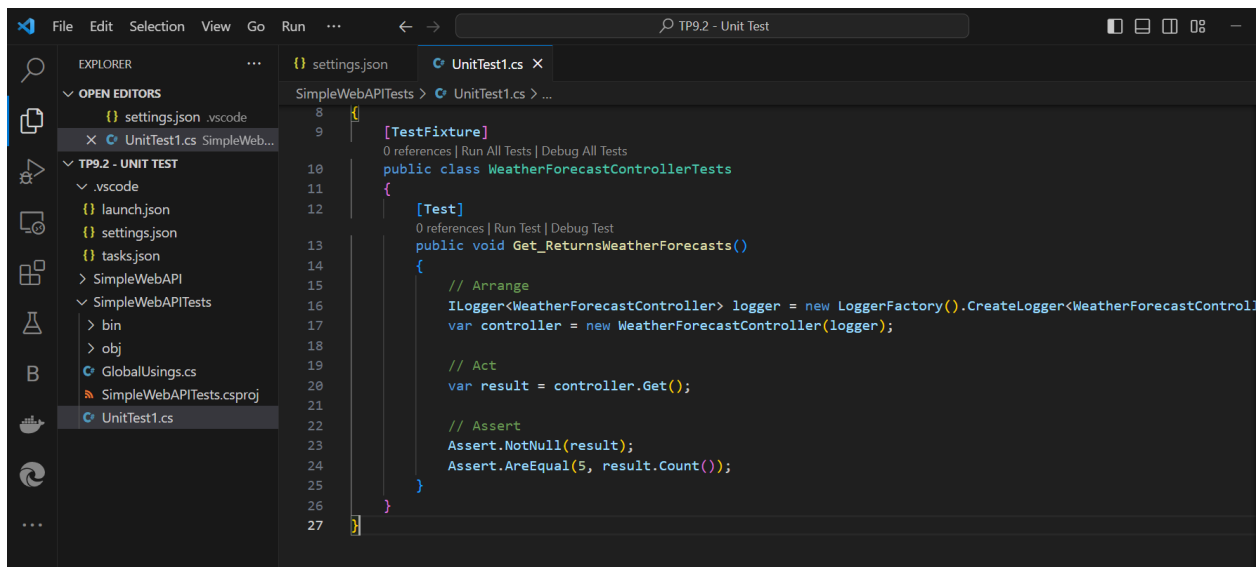 File Edit Selection View Go Run ··· ← → TP9.2 - Unit Test
EXPLORER ···
OPEN EDITORS
{} settings.json .vscode
X C# UnitTest1.cs SimpleWeb...
TP9.2 - UNIT TEST
.vscode
{} launch.json
{} settings.json
{} tasks.json
> SimpleWebAPI
SimpleWebAPITests
> bin
> obj
C# GlobalUsings.cs
SimpleWebAPITests.csproj
C# UnitTest1.cs
B
···
{} settings.json C# UnitTest1.cs X
SimpleWebAPITests > C# UnitTest1.cs > ...
8 {
9 [TestFixture]
0 references | Run All Tests | Debug All Tests
10 public class WeatherForecastControllerTests
11 {
12 [Test]
0 references | Run Test | Debug Test
13 public void Get_ReturnsWeatherForecasts()
14 {
15 // Arrange
16 ILogger<WeatherForecastController> logger = new LoggerFactory().CreateLogger<WeatherForecastControl
17 var controller = new WeatherForecastController(logger);
18
19 // Act
20 var result = controller.Get();
21
22 // Assert
23 Assert.NotNull(result);
24 Assert.AreEqual(5, result.Count());
25 }
26 }
27 }